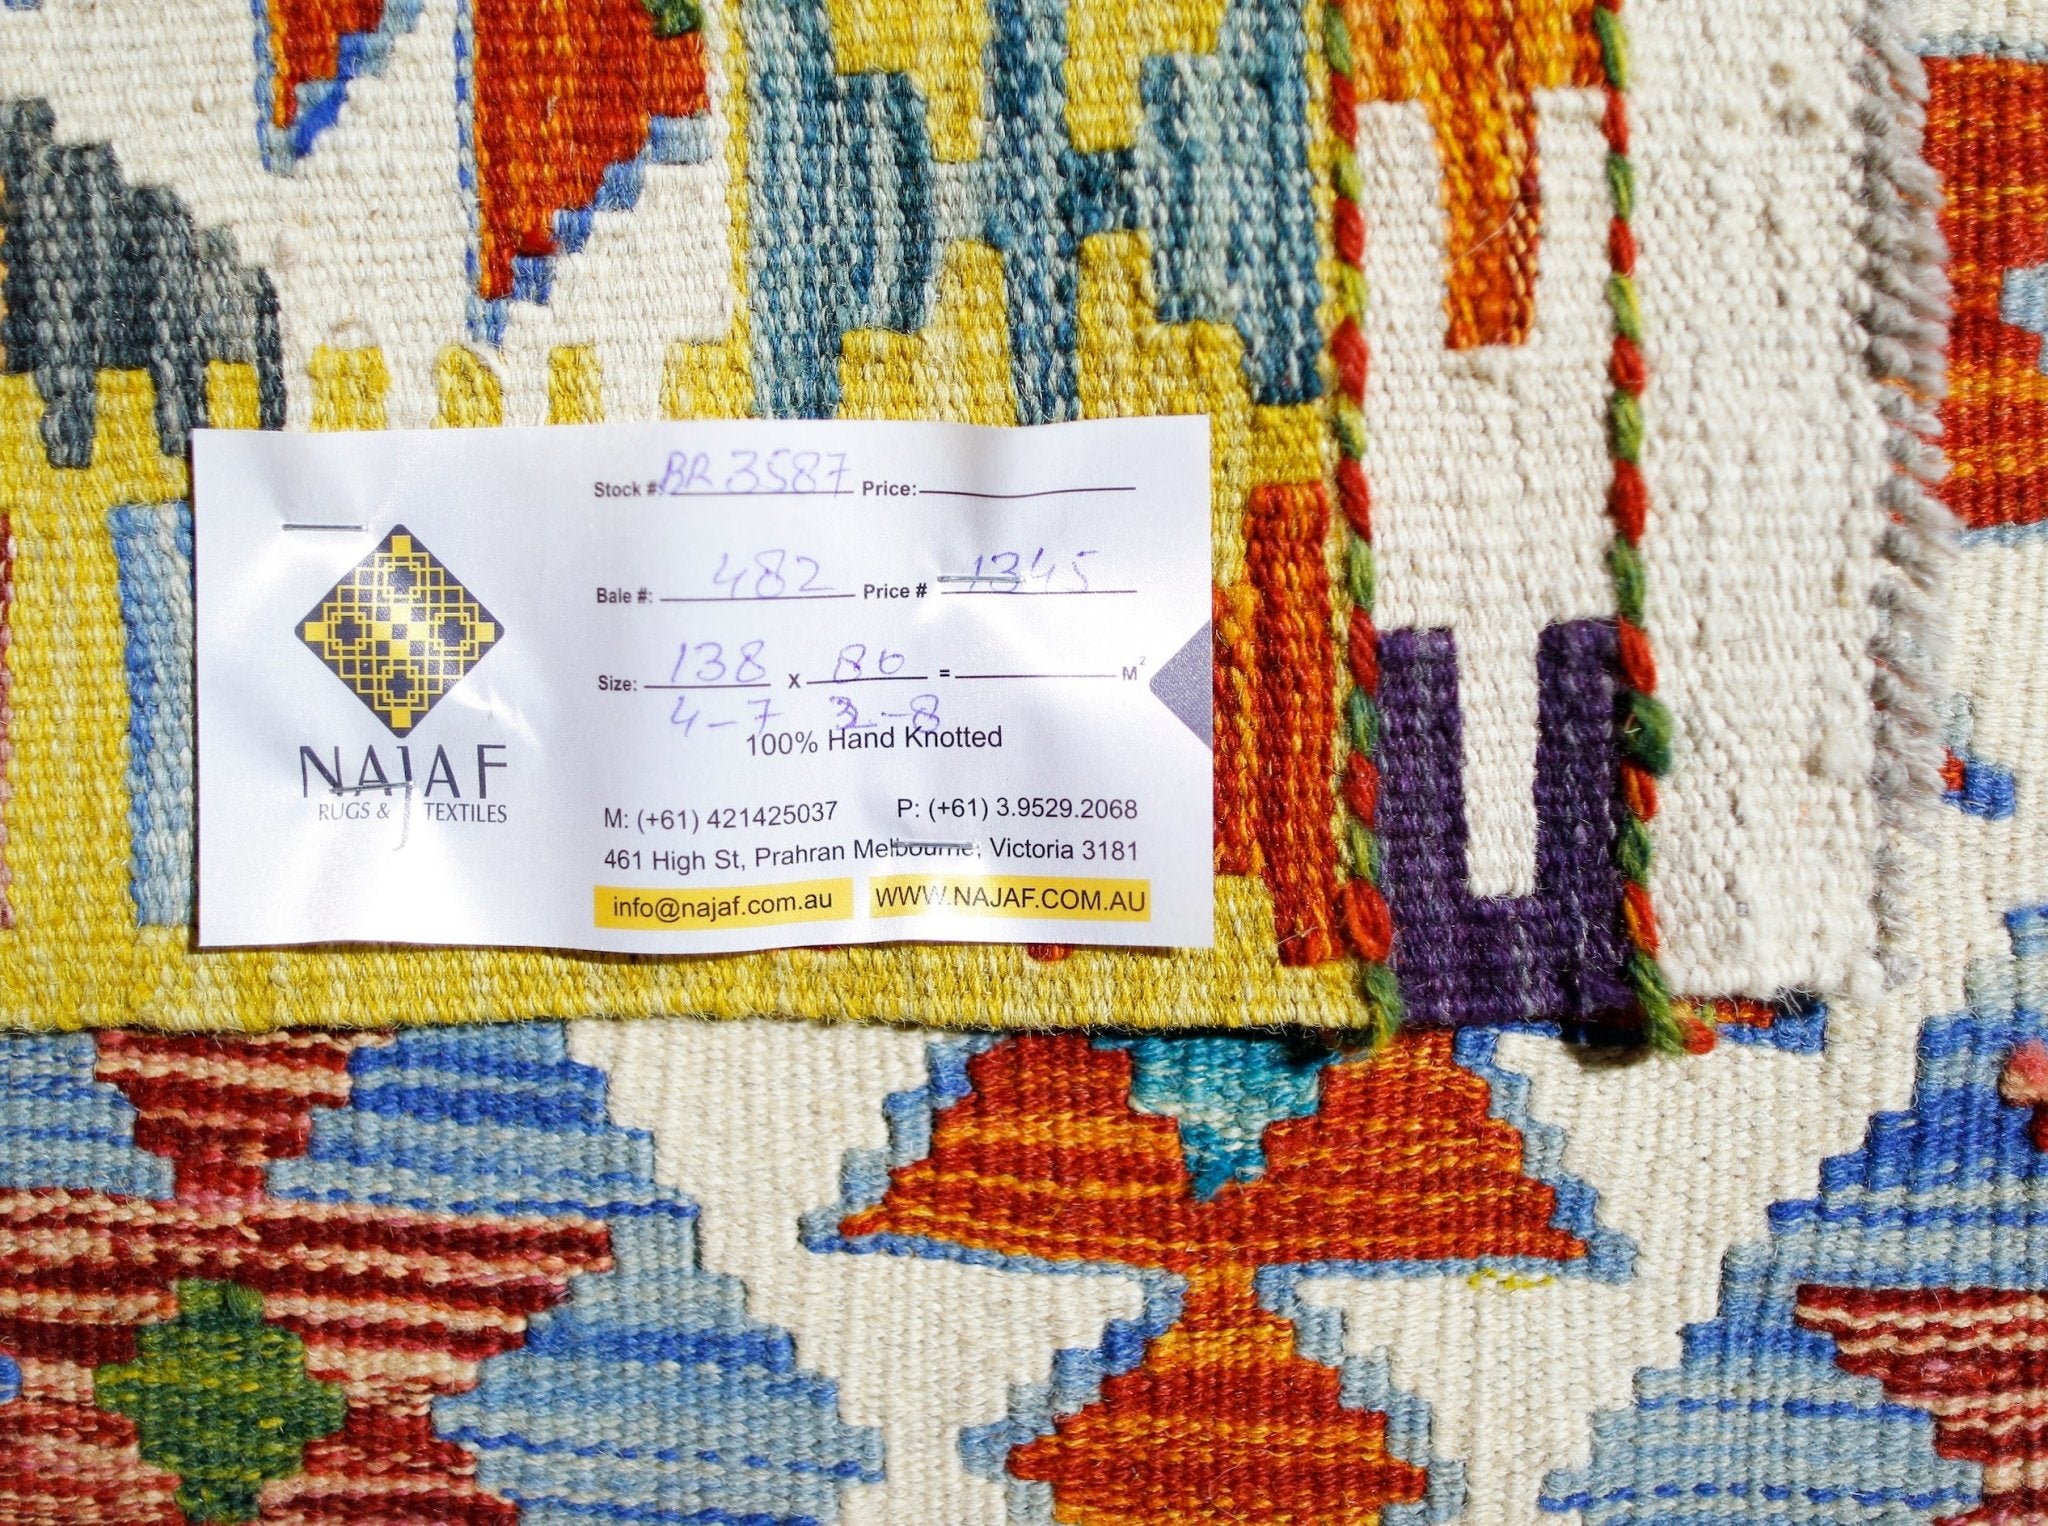 Stock #: BR 3587 Price:
Bale #: 482 Price # 1345
Size: 138 x 80 = M²
4-7 2-8
100% Hand Knotted
NAJAF
RUGS & TEXTILES
M: (+61) 421425037 P: (+61) 3.9529.2068
461 High St, Prahran Melbourne, Victoria 3181
info@najaf.com.au WWW.NAJAF.COM.AU